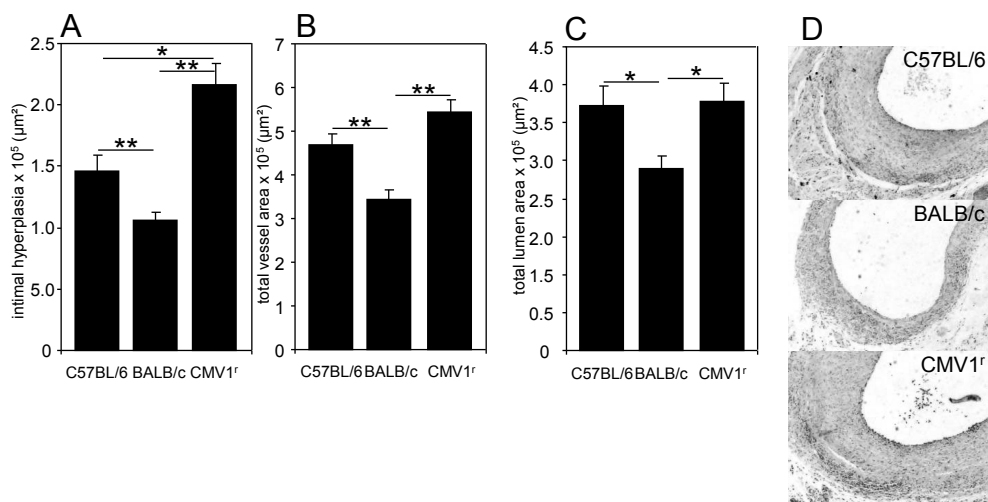 A
intimal hyperplasia x 10⁵ (µm²)
2.5
2.0
1.5
1.0
5.0
0
*
**
**
C57BL/6 BALB/c CMV1ʳ
B
total vessel area x 10⁵ (µm²)
7
6
5
4
3
2
1
0
**
**
C57BL/6 BALB/c CMV1ʳ
C
total lumen area x 10⁵ (µm²)
4.5
4.0
3.5
3.0
2.5
2.0
1.5
1.0
0.5
0
*
*
C57BL/6 BALB/c CMV1ʳ
D
C57BL/6
BALB/c
CMV1ʳ